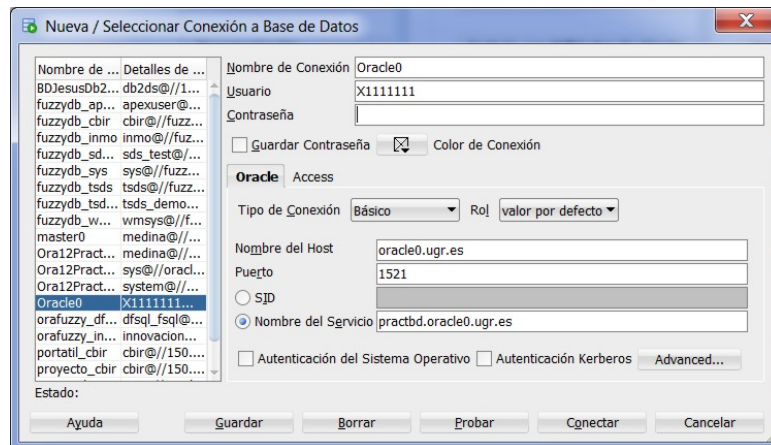 Nueva / Seleccionar Conexión a Base de Datos
Nombre de ... Detalles de ...
BDJesusDb2... db2ds@//1...
fuzzydb_ap... apexuser@...
fuzzydb_cbir cbir@//fuzz...
fuzzydb_inmo inmo@//fuz...
fuzzydb_sd... sds_test@/...
fuzzydb_sys sys@//fuzz...
fuzzydb_tsds tsds@//fuzz...
fuzzydb_tsd... tsds_demo...
fuzzydb_w... wmsys@//f...
master0 medina@//...
Ora12Pract... medina@//...
Ora12Pract... sys@//oracl...
Ora12Pract... system@//...
Oracle0 X1111111...
orafuzzy_df... dfsql_fsql@...
orafuzzy_in... innovacion...
portatil_cbir cbir@//150....
proyecto_cbir cbir@//150....
Nombre de Conexión Oracle0
Usuario X1111111
Contraseña
Guardar Contraseña Color de Conexión
Oracle Access
Tipo de Conexión Básico Rol valor por defecto
Nombre del Host oracle0.ugr.es
Puerto 1521
SID
Nombre del Servicio practbd.oracle0.ugr.es
Autenticación del Sistema Operativo Autenticación Kerberos Advanced...
Estado:
Ayuda Guardar Borrar Probar Conectar Cancelar